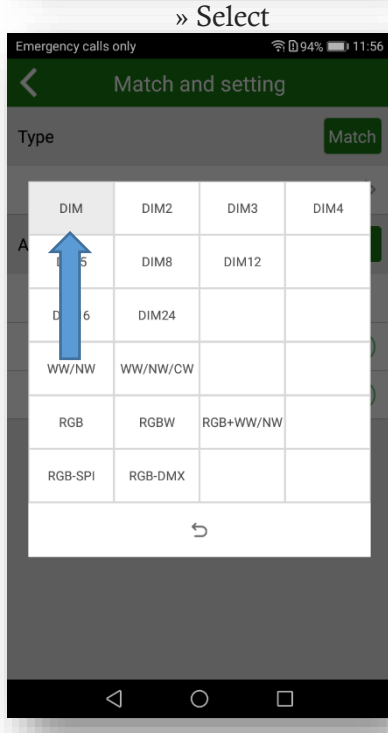 » Select
Emergency calls only 94% 11:56
Match and setting
Type Match
DIM DIM2 DIM3 DIM4
DIM8 DIM12
DIM24
WW/NW WW/NW/CW
RGB RGBW RGB+WW/NW
RGB-SPI RGB-DMX